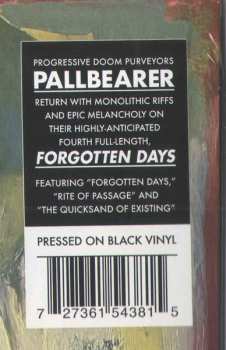 PROGRESSIVE DOOM PURVEYORS
PALLBEARER
RETURN WITH MONOLITHIC RIFFS
AND EPIC MELANCHOLY ON
THEIR HIGHLY-ANTICIPATED
FOURTH FULL-LENGTH,
FORGOTTEN DAYS
FEATURING “FORGOTTEN DAYS,”
“RITE OF PASSAGE” AND
“THE QUICKSAND OF EXISTING”
PRESSED ON BLACK VINYL
7 27361 54381 5